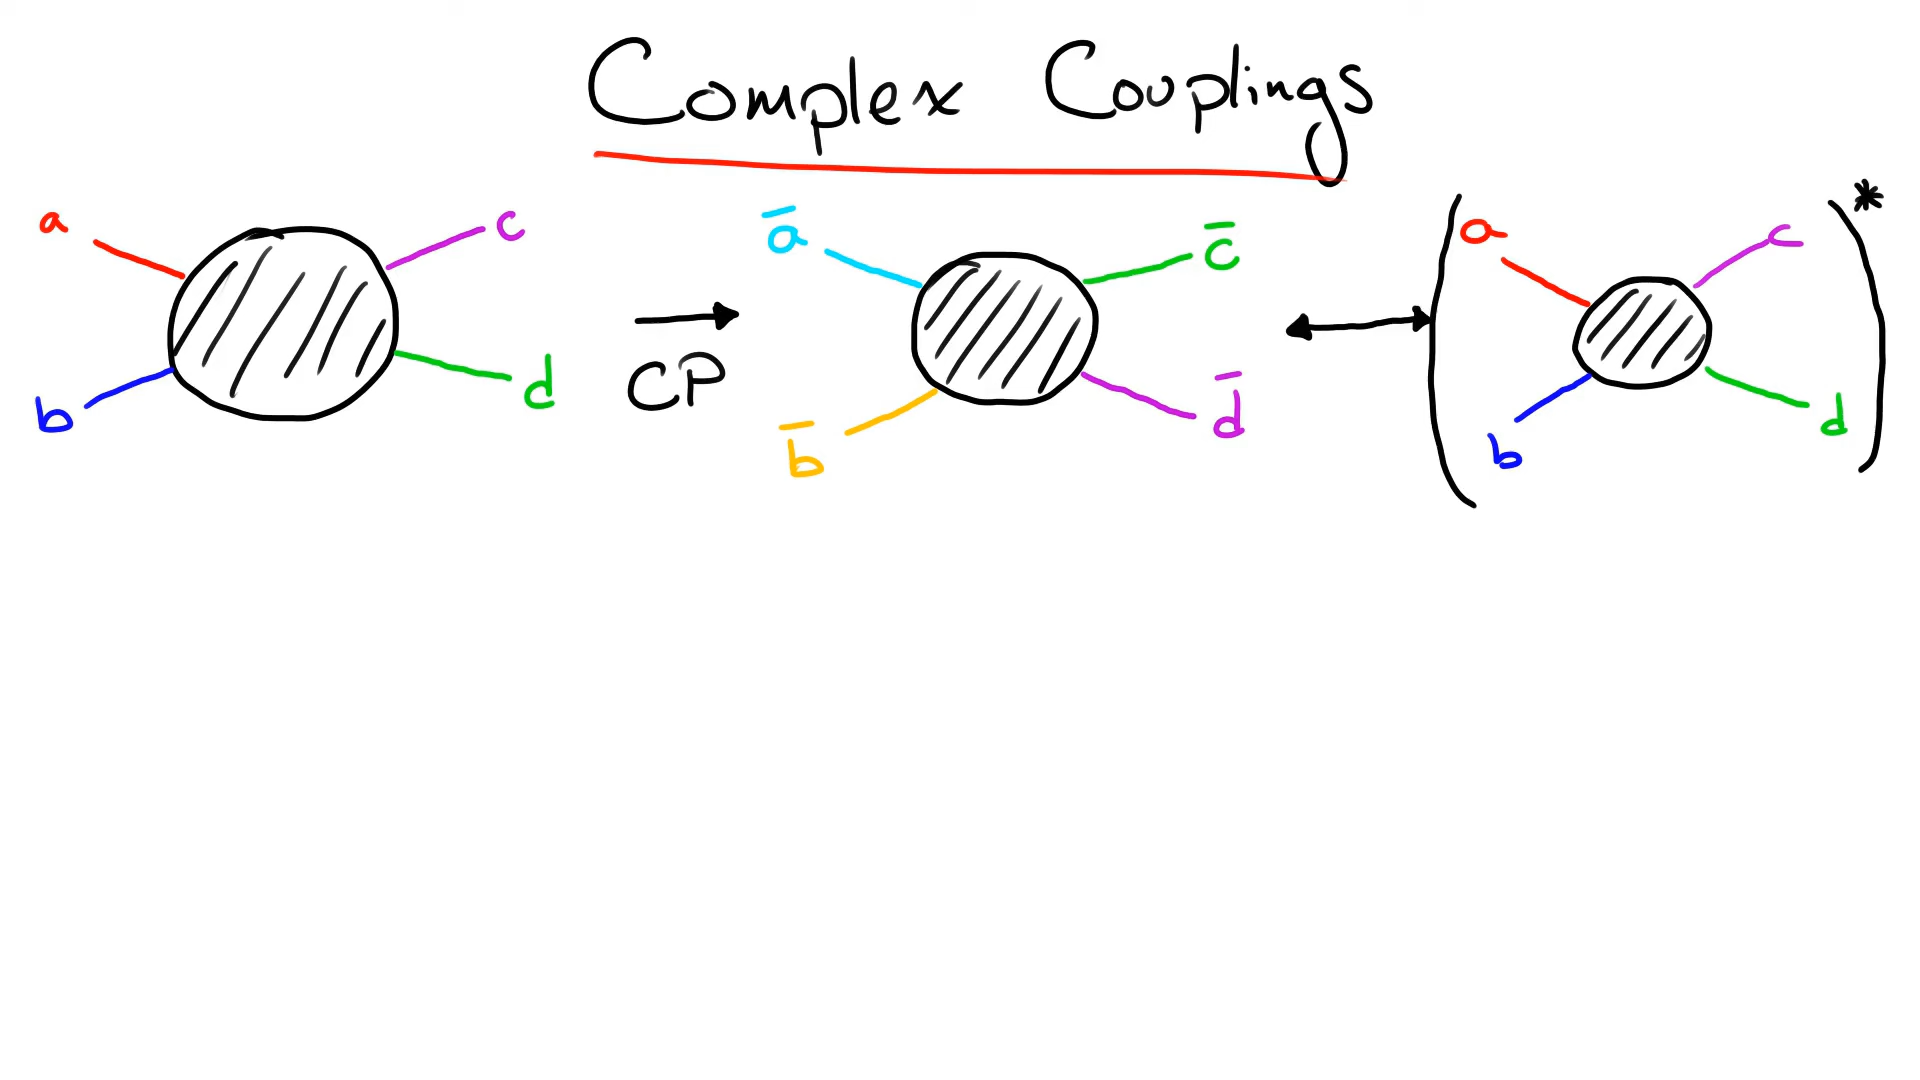 Complex Couplings
a c
b d
CP
a̅ c̅
b̅ d̅
( a c )*
b d